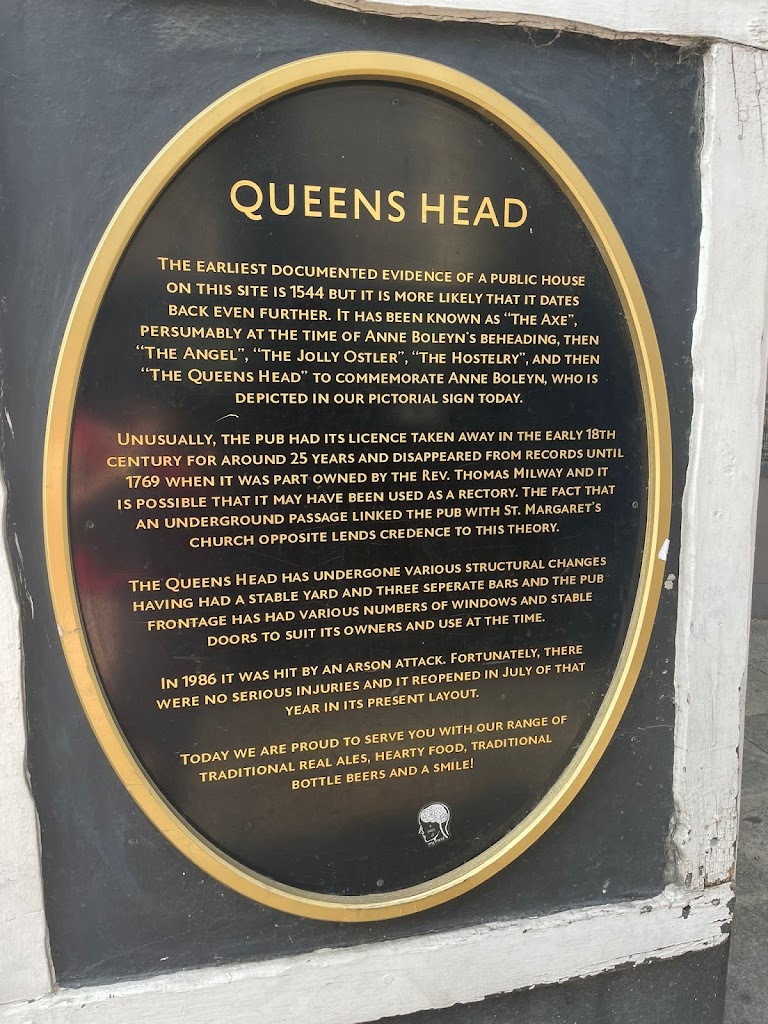 QUEENS HEAD
THE EARLIEST DOCUMENTED EVIDENCE OF A PUBLIC HOUSE
ON THIS SITE IS 1544 BUT IT IS MORE LIKELY THAT IT DATES
BACK EVEN FURTHER. IT HAS BEEN KNOWN AS “THE AXE”,
PERSUMABLY AT THE TIME OF ANNE BOLEYN'S BEHEADING, THEN
“THE ANGEL”, “THE JOLLY OSTLER”, “THE HOSTELRY”, AND THEN
“THE QUEENS HEAD” TO COMMEMORATE ANNE BOLEYN, WHO IS
DEPICTED IN OUR PICTORIAL SIGN TODAY.
UNUSUALLY, THE PUB HAD ITS LICENCE TAKEN AWAY IN THE EARLY 18TH
CENTURY FOR AROUND 25 YEARS AND DISAPPEARED FROM RECORDS UNTIL
1769 WHEN IT WAS PART OWNED BY THE REV. THOMAS MILWAY AND IT
IS POSSIBLE THAT IT MAY HAVE BEEN USED AS A RECTORY. THE FACT THAT
AN UNDERGROUND PASSAGE LINKED THE PUB WITH ST. MARGARET'S
CHURCH OPPOSITE LENDS CREDENCE TO THIS THEORY.
THE QUEENS HEAD HAS UNDERGONE VARIOUS STRUCTURAL CHANGES
HAVING HAD A STABLE YARD AND THREE SEPERATE BARS AND THE PUB
FRONTAGE HAS HAD VARIOUS NUMBERS OF WINDOWS AND STABLE
DOORS TO SUIT ITS OWNERS AND USE AT THE TIME.
IN 1986 IT WAS HIT BY AN ARSON ATTACK. FORTUNATELY, THERE
WERE NO SERIOUS INJURIES AND IT REOPENED IN JULY OF THAT
YEAR IN ITS PRESENT LAYOUT.
TODAY WE ARE PROUD TO SERVE YOU WITH OUR RANGE OF
TRADITIONAL REAL ALES, HEARTY FOOD, TRADITIONAL
BOTTLE BEERS AND A SMILE!